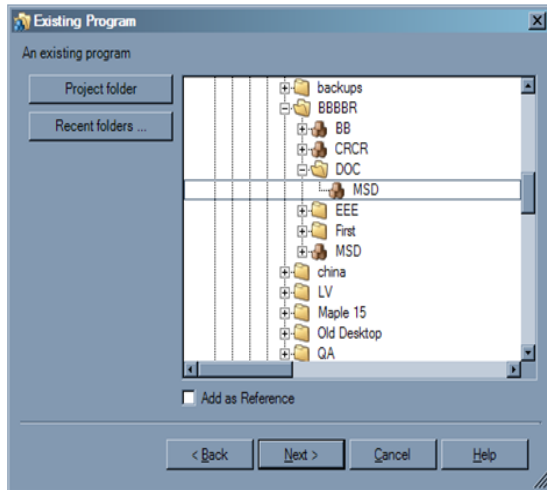 Existing Program
An existing program
Project folder
Recent folders ...
backups
BBBBR
BB
CRCR
DOC
MSD
EEE
First
MSD
china
LV
Maple 15
Old Desktop
QA
Add as Reference
< Back
Next >
Cancel
Help